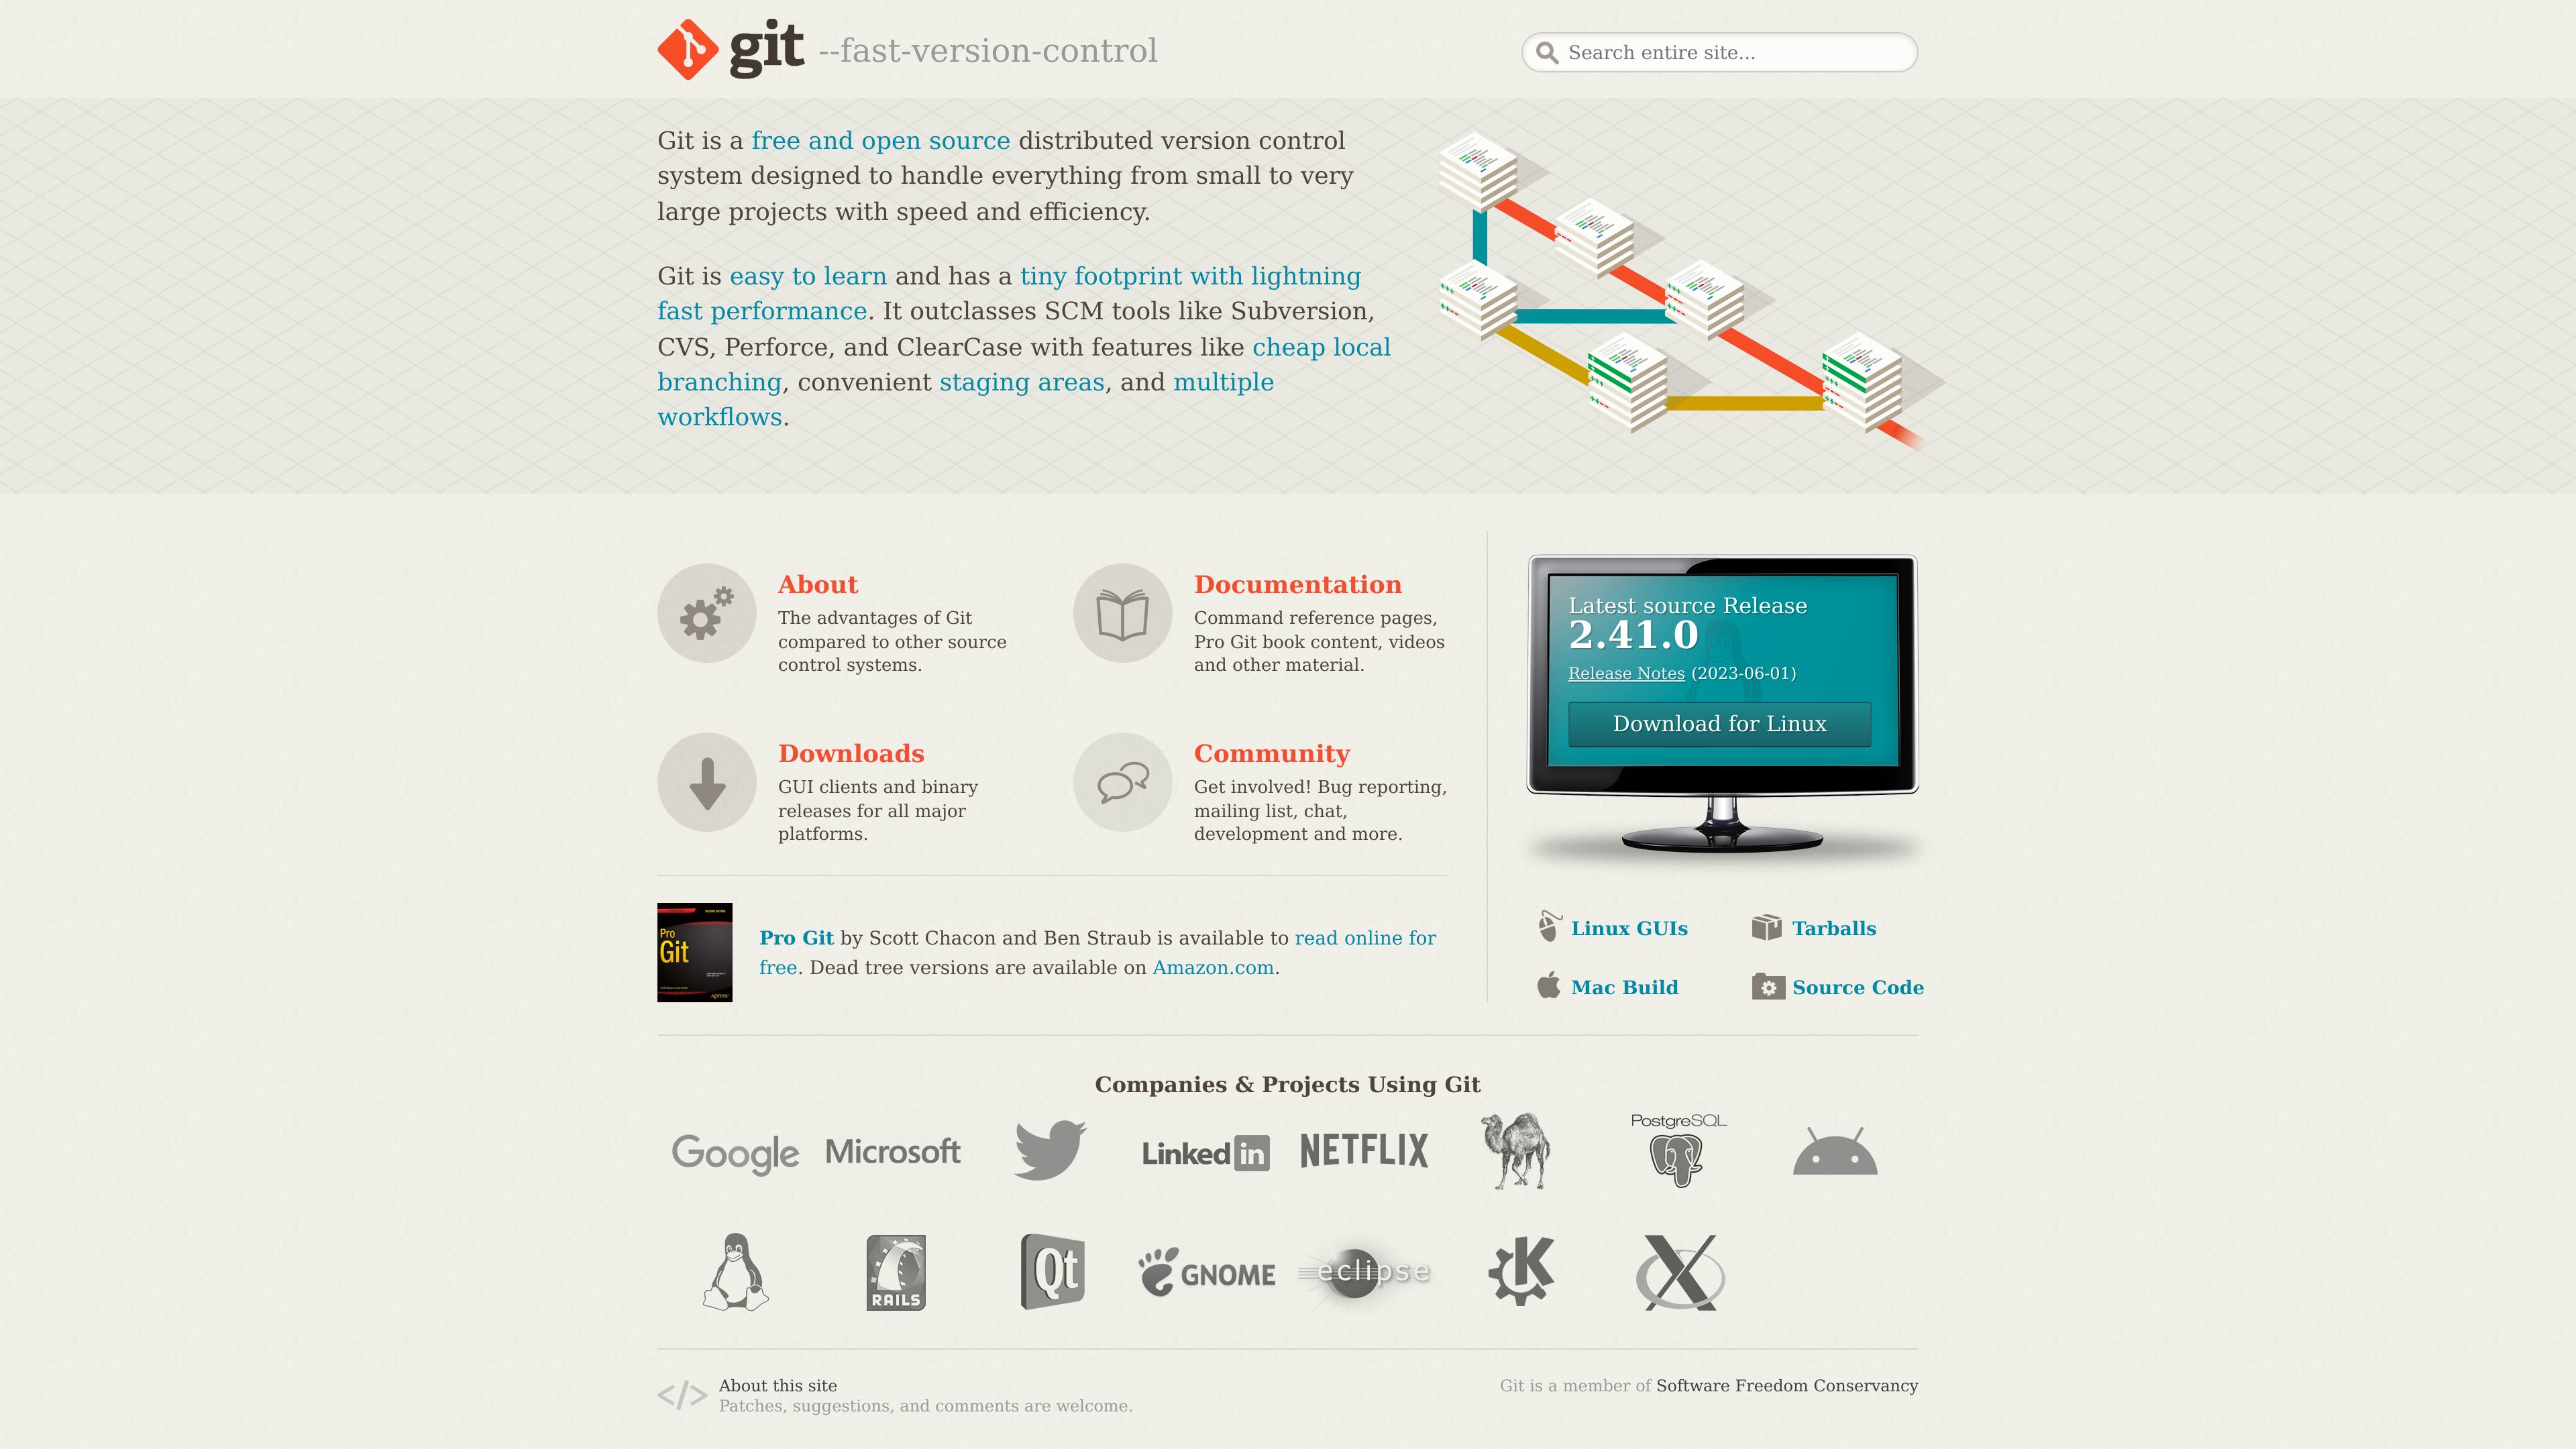 git --fast-version-control
Search entire site...
Git is a free and open source distributed version control
system designed to handle everything from small to very
large projects with speed and efficiency.
Git is easy to learn and has a tiny footprint with lightning
fast performance. It outclasses SCM tools like Subversion,
CVS, Perforce, and ClearCase with features like cheap local
branching, convenient staging areas, and multiple
workflows.
About
The advantages of Git
compared to other source
control systems.
Documentation
Command reference pages,
Pro Git book content, videos
and other material.
Downloads
GUI clients and binary
releases for all major
platforms.
Community
Get involved! Bug reporting,
mailing list, chat,
development and more.
Pro
Git
Pro Git by Scott Chacon and Ben Straub is available to read online for
free. Dead tree versions are available on Amazon.com.
Latest source Release
2.41.0
Release Notes (2023-06-01)
Download for Linux
Linux GUIs
Tarballs
Mac Build
Source Code
Companies & Projects Using Git
Google
Microsoft
Linked in
NETFLIX
PostgreSQL
RAILS
Qt
GNOME
eclipse
K
X
</> About this site
Patches, suggestions, and comments are welcome.
Git is a member of Software Freedom Conservancy